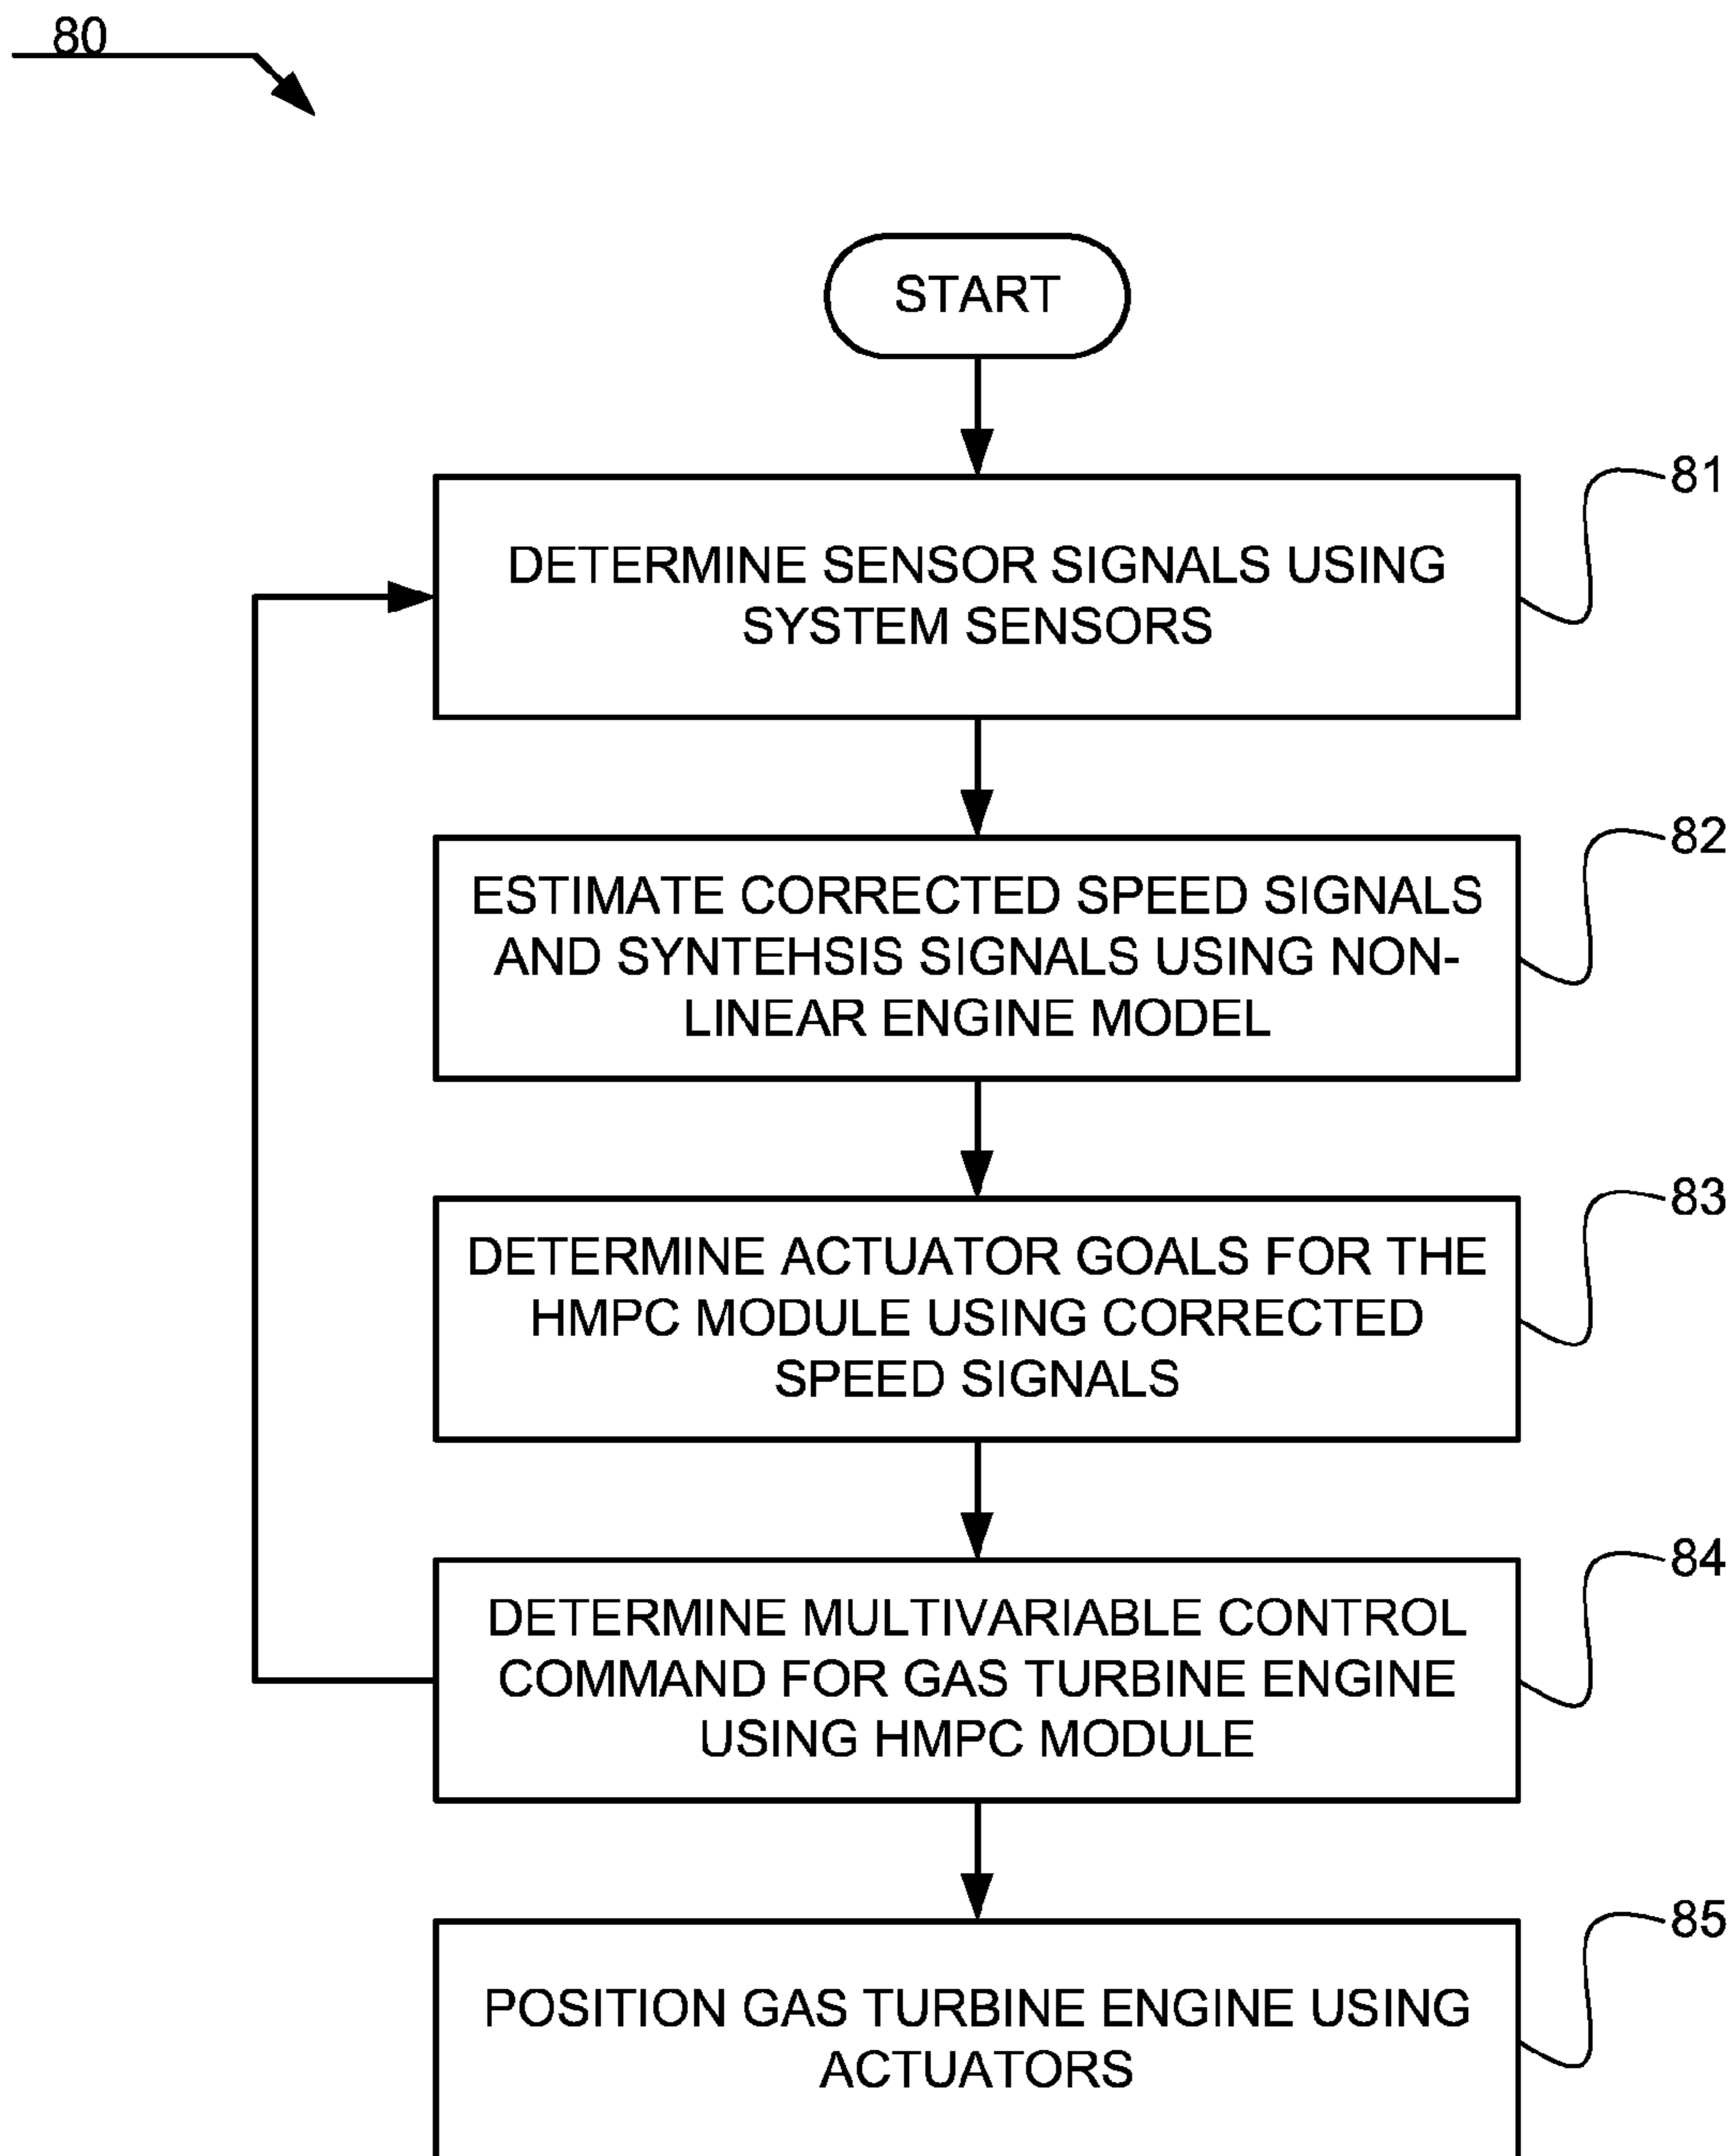 80
START
81
DETERMINE SENSOR SIGNALS USING
SYSTEM SENSORS
82
ESTIMATE CORRECTED SPEED SIGNALS
AND SYNTEHSIS SIGNALS USING NON-
LINEAR ENGINE MODEL
83
DETERMINE ACTUATOR GOALS FOR THE
HMPC MODULE USING CORRECTED
SPEED SIGNALS
84
DETERMINE MULTIVARIABLE CONTROL
COMMAND FOR GAS TURBINE ENGINE
USING HMPC MODULE
85
POSITION GAS TURBINE ENGINE USING
ACTUATORS